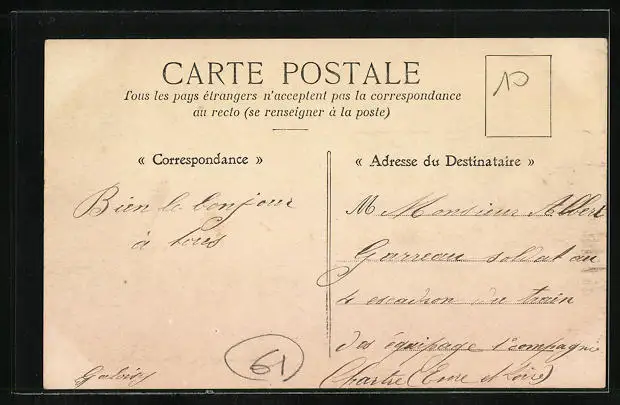 CARTE POSTALE
Tous les pays étrangers n'acceptent pas la correspondance
au recto (se renseigner à la poste)
10
« Correspondance »
Bien le bonjour
à tous
« Adresse du Destinataire »
M Monsieur Albert
Garreau soldat au
4 escadron du train
des équipage 1 compagnie
Chartre (Eure et Loire)
61